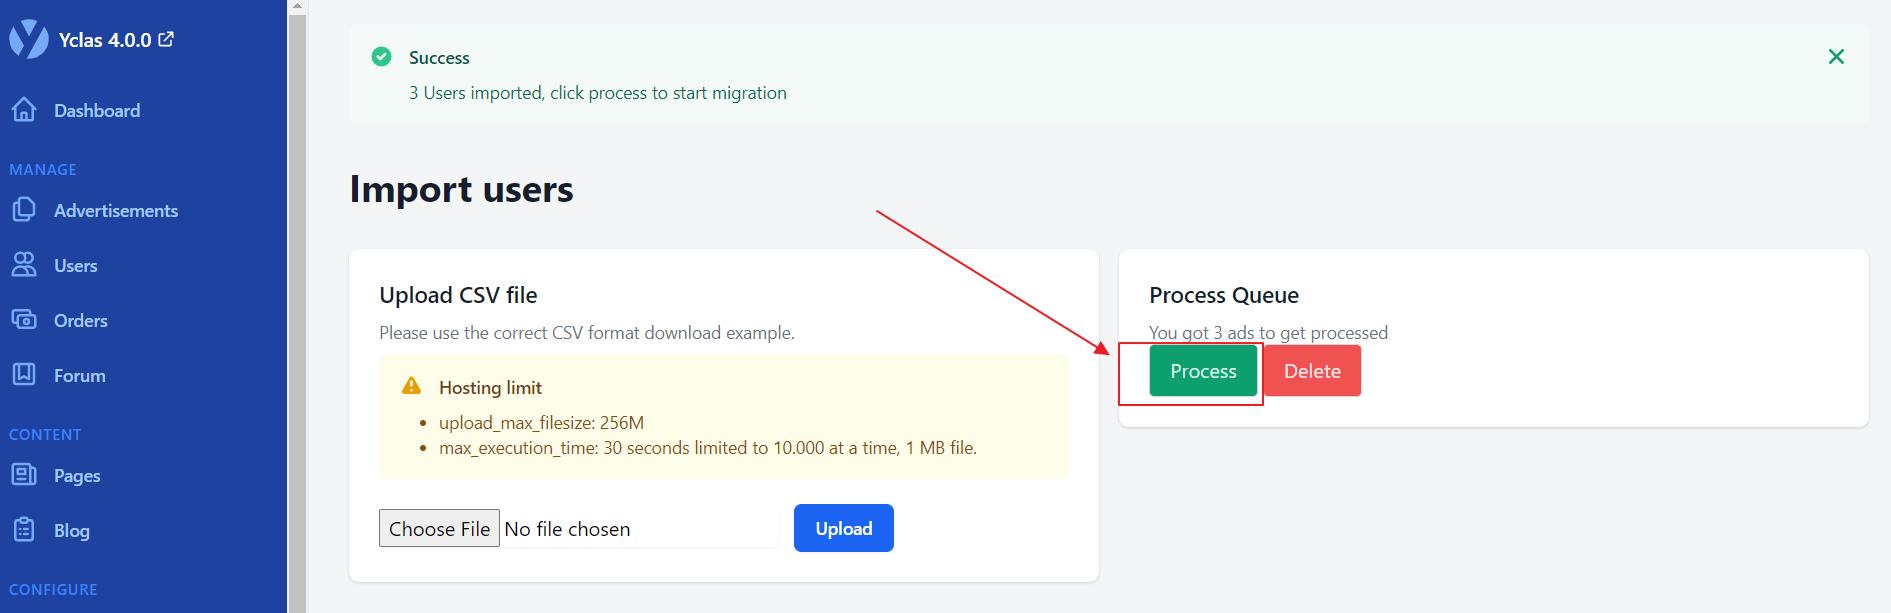 Yclas 4.0.0
Dashboard
MANAGE
Advertisements
Users
Orders
Forum
CONTENT
Pages
Blog
CONFIGURE
Success
3 Users imported, click process to start migration
Import users
Upload CSV file
Please use the correct CSV format download example.
Hosting limit
upload_max_filesize: 256M
max_execution_time: 30 seconds limited to 10.000 at a time, 1 MB file.
Choose File No file chosen
Upload
Process Queue
You got 3 ads to get processed
Process
Delete